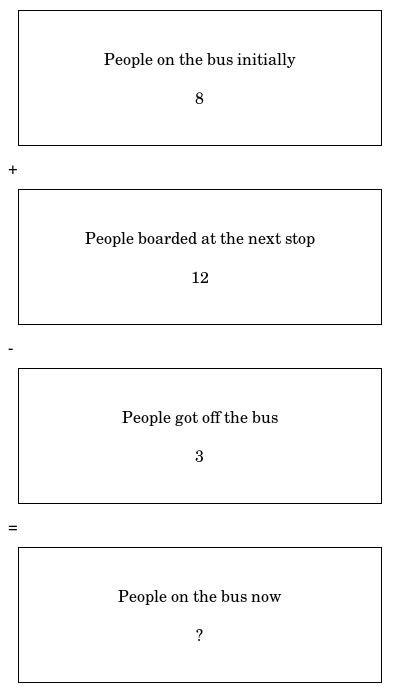 People on the bus initially
8
+
People boarded at the next stop
12
-
People got off the bus
3
=
People on the bus now
?